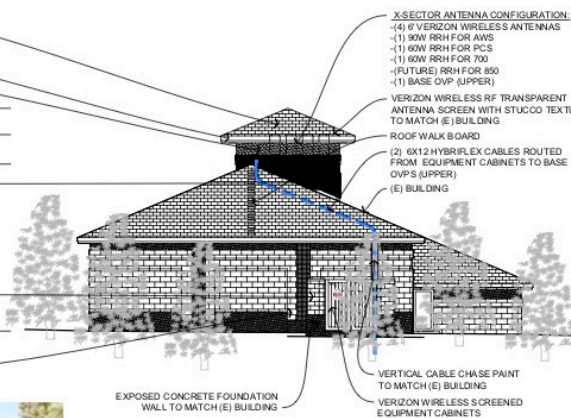 X-SECTOR ANTENNA CONFIGURATION:
-(4) 6' VERIZON WIRELESS ANTENNAS
-(1) 90W RRH FOR AWS
-(1) 60W RRH FOR PCS
-(1) 60W RRH FOR 700
-(FUTURE) RRH FOR 850
-(1) BASE OVP (UPPER)
VERIZON WIRELESS RF TRANSPARENT
ANTENNA SCREEN WITH STUCCO TEXTU
TO MATCH (E) BUILDING
ROOF WALK BOARD
(2) 6X12 HYBRIFLEX CABLES ROUTED
FROM EQUIPMENT CABINETS TO BASE
OVPS (UPPER)
(E) BUILDING
VERTICAL CABLE CHASE PAINT
TO MATCH (E) BUILDING
EXPOSED CONCRETE FOUNDATION
WALL TO MATCH (E) BUILDING
VERIZON WIRELESS SCREENED
EQUIPMENT CABINETS